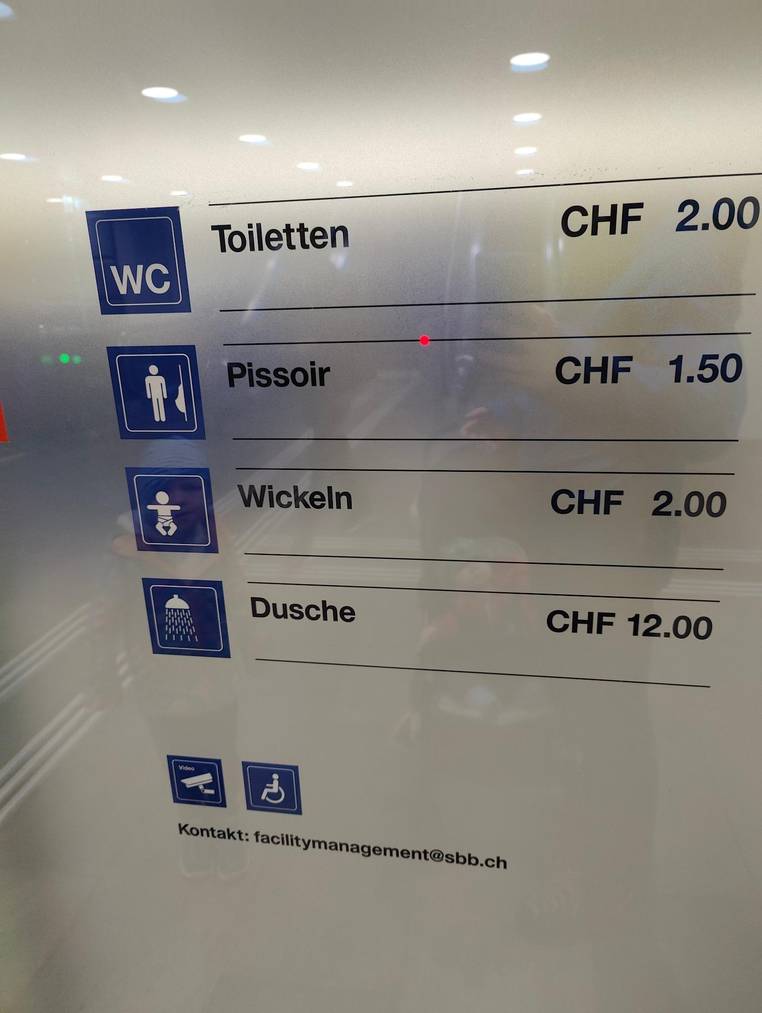 WC Toiletten CHF 2.00
Pissoir CHF 1.50
Wickeln CHF 2.00
Dusche CHF 12.00
Video
Kontakt: facilitymanagement@sbb.ch